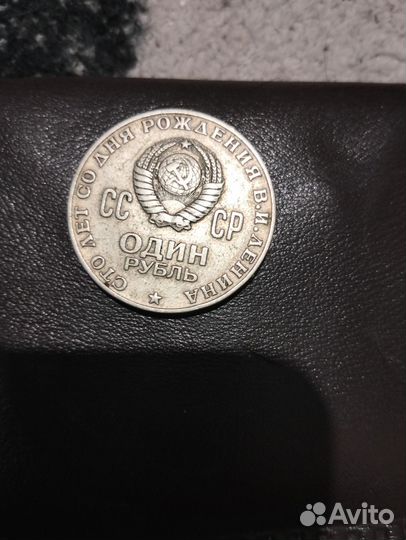 СТО ЛЕТ СО ДНЯ РОЖДЕНИЯ В.И.ЛЕНИНА
СС СР
ОДИН
РУБЛЬ
Avito